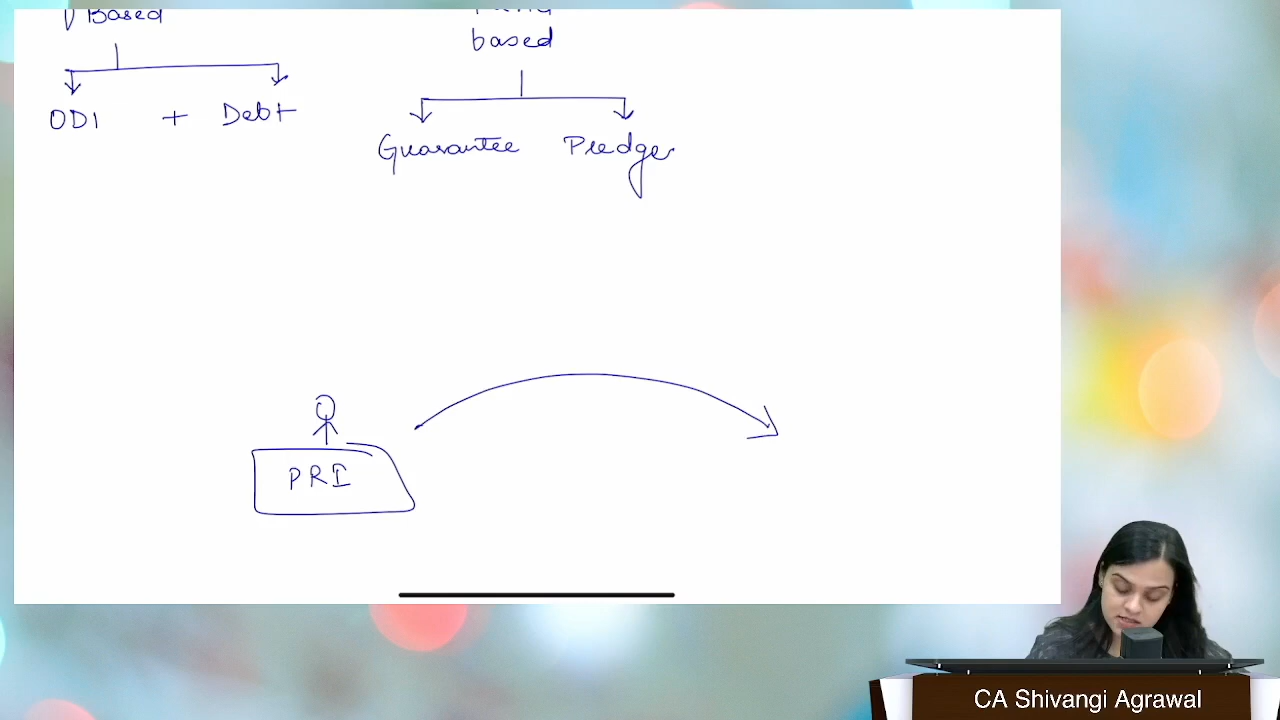 Based
based
ODI + Debt
Guarantee Pledge
PRI
CA Shivangi Agrawal